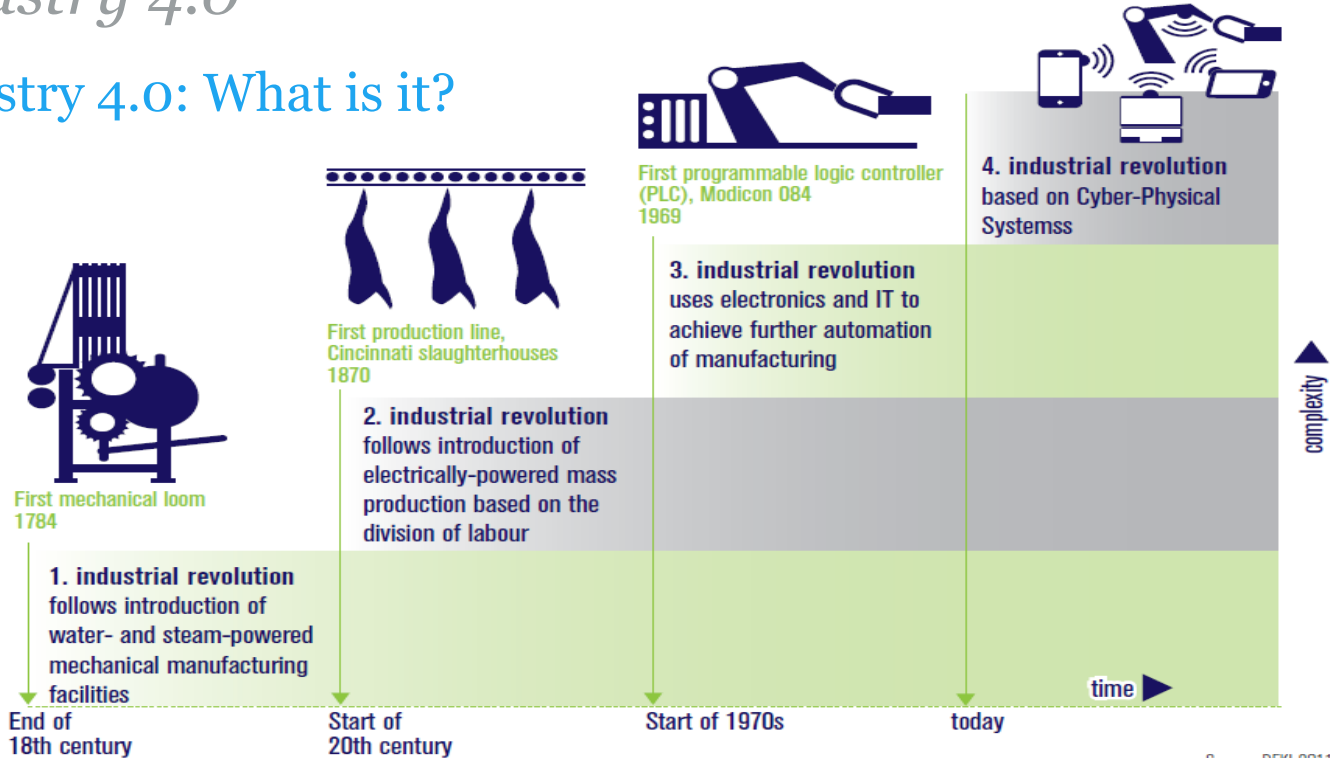 ustry 4.0
stry 4.0: What is it?
First programmable logic controller
(PLC), Modicon 084
1969
4. industrial revolution
based on Cyber-Physical
Systemss
3. industrial revolution
uses electronics and IT to
achieve further automation
of manufacturing
First production line,
Cincinnati slaughterhouses
1870
2. industrial revolution
follows introduction of
electrically-powered mass
production based on the
division of labour
complexity
First mechanical loom
1784
1. industrial revolution
follows introduction of
water- and steam-powered
mechanical manufacturing
facilities
time
End of
18th century
Start of
20th century
Start of 1970s
today